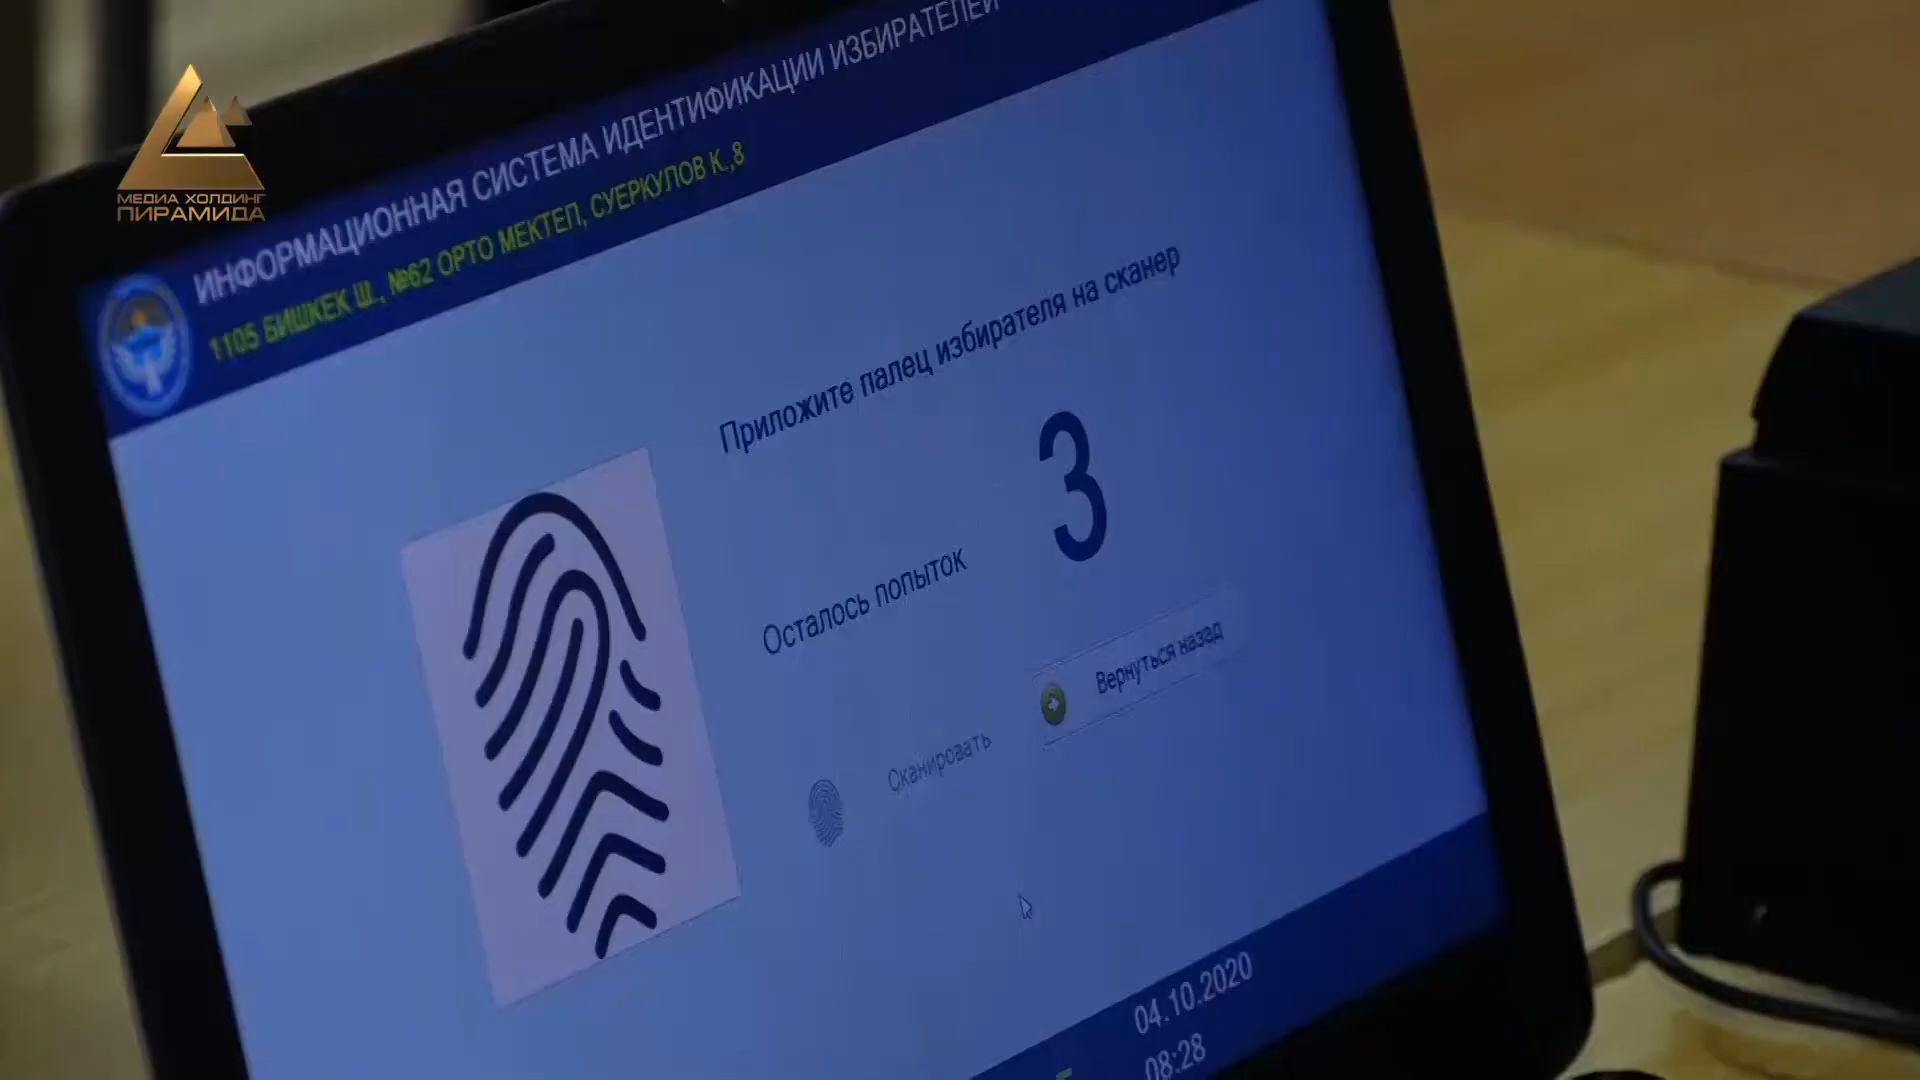 МЕДИА ХОЛДИНГ
ПИРАМИДА
ИНФОРМАЦИОННАЯ СИСТЕМА ИДЕНТИФИКАЦИИ ИЗБИРАТЕЛЕЙ
1105 БИШКЕК Ш., №62 ОРТО МЕКТЕП, СУЕРКУЛОВ К.,8
Приложите палец избирателя на сканер
3
Осталось попыток
Вернуться назад
Сканировать
04.10.2020
08:28